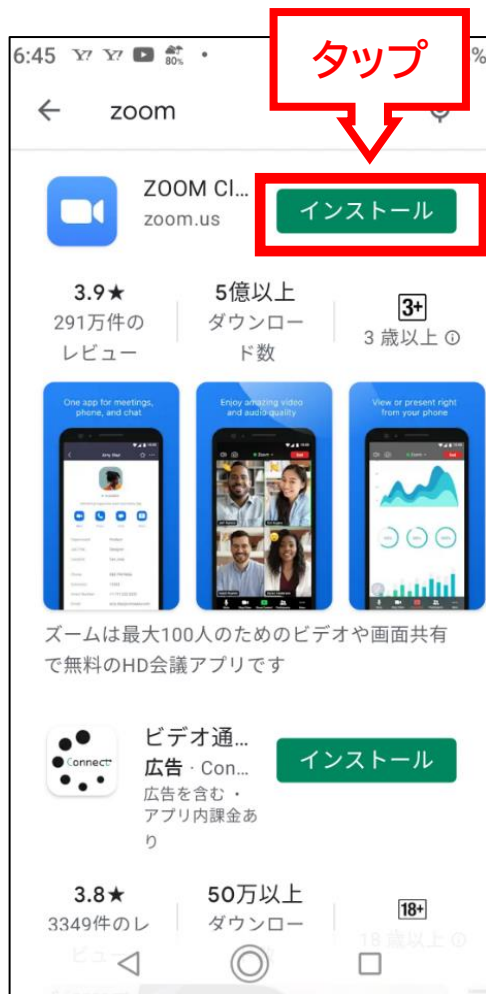 タップ
6:45 80% %
zoom
ZOOM Cl...
zoom.us
インストール
3.9★
291万件の
レビュー
5億以上
ダウンロー
ド数
3+
3 歳以上
One app for meetings,
phone, and chat
Enjoy amazing video
and audio quality
View or present right
from your phone
ズームは最大100人のためのビデオや画面共有
で無料のHD会議アプリです
Connect
ビデオ通...
広告 · Con...
広告を含む ・
アプリ内課金あ
り
インストール
3.8★
3349件のレ
ビュー
50万以上
ダウンロー
18+
18 歳以上